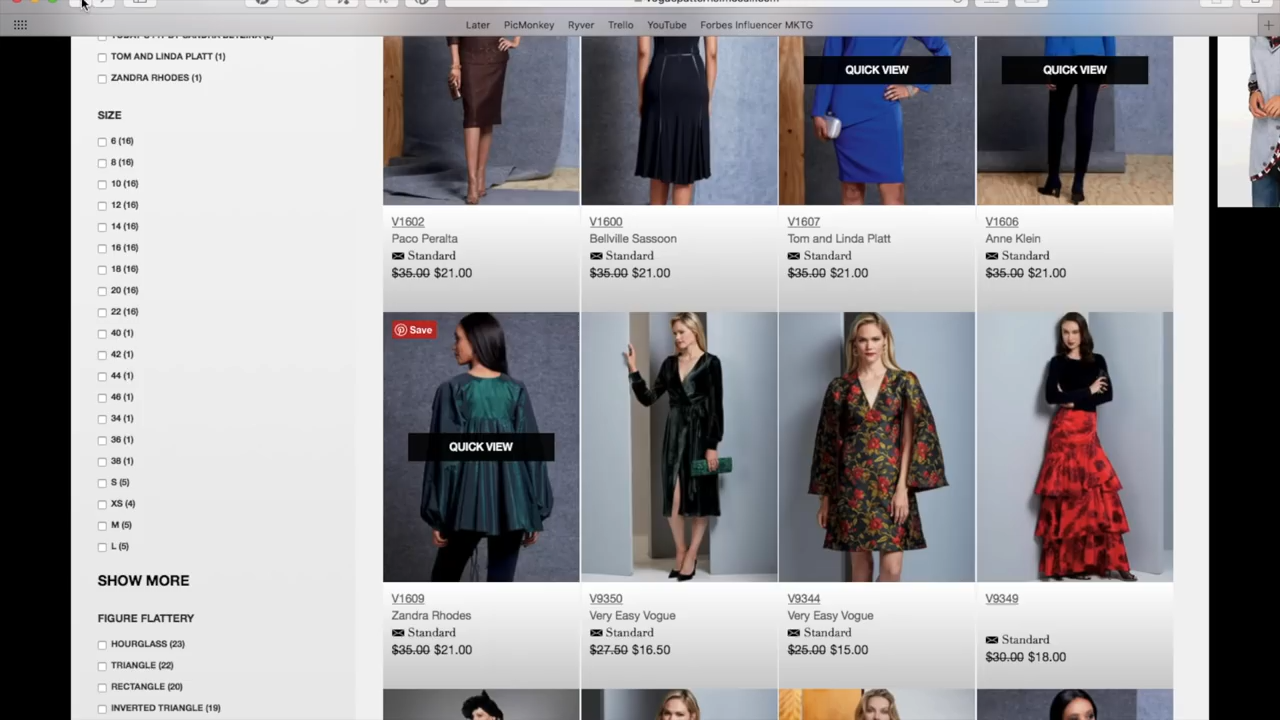 Later PicMonkey Ryver Trello YouTube Forbes Influencer MKTG
TOM AND LINDA PLATT (1)
ZANDRA RHODES (1)
SIZE
6 (16)
8 (16)
10 (16)
12 (16)
14 (16)
16 (16)
18 (16)
20 (16)
22 (16)
40 (1)
42 (1)
44 (1)
46 (1)
34 (1)
36 (1)
38 (1)
S (5)
XS (4)
M (5)
L (5)
SHOW MORE
FIGURE FLATTERY
HOURGLASS (23)
TRIANGLE (22)
RECTANGLE (20)
INVERTED TRIANGLE (19)
QUICK VIEW
QUICK VIEW
V1602
Paco Peralta
Standard
$35.00 $21.00
V1600
Bellville Sassoon
Standard
$35.00 $21.00
V1607
Tom and Linda Platt
Standard
$35.00 $21.00
V1606
Anne Klein
Standard
$35.00 $21.00
Save
QUICK VIEW
V1609
Zandra Rhodes
Standard
$35.00 $21.00
V9350
Very Easy Vogue
Standard
$27.50 $16.50
V9344
Very Easy Vogue
Standard
$25.00 $15.00
V9349
Standard
$30.00 $18.00